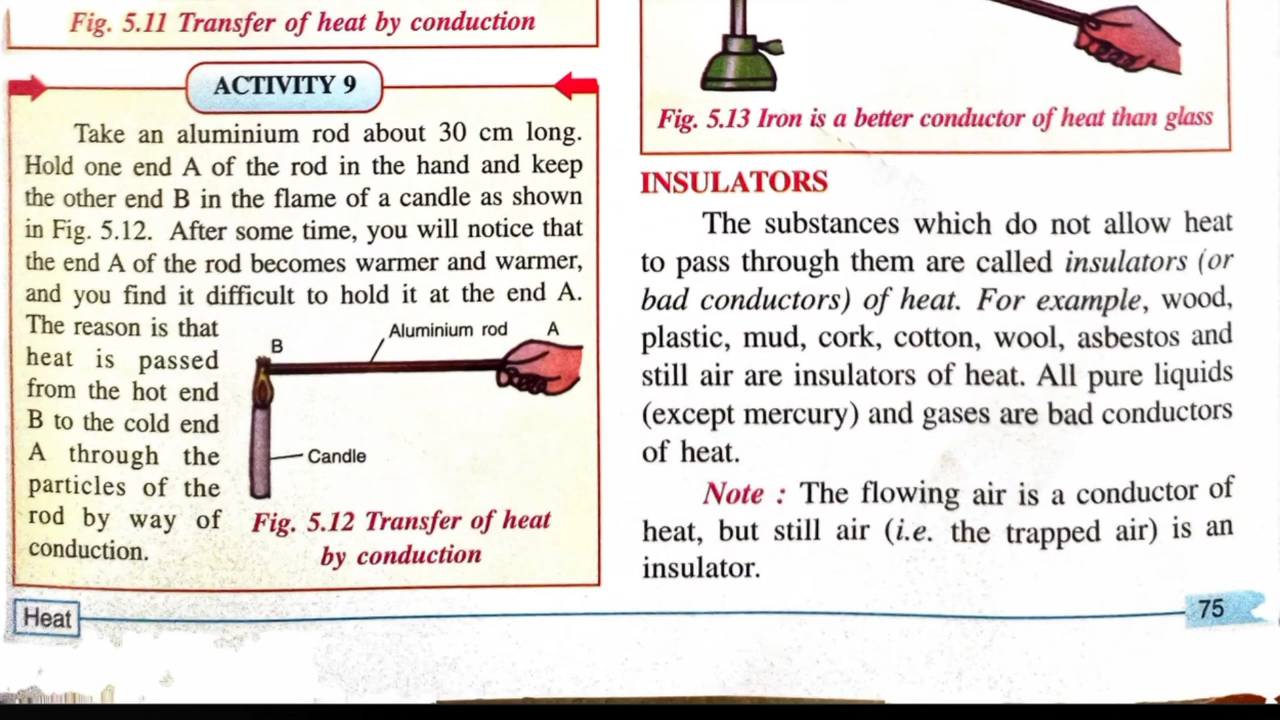 Fig. 5.11 Transfer of heat by conduction
ACTIVITY 9
Take an aluminium rod about 30 cm long.
Hold one end A of the rod in the hand and keep
the other end B in the flame of a candle as shown
in Fig. 5.12. After some time, you will notice that
the end A of the rod becomes warmer and warmer,
and you find it difficult to hold it at the end A.
The reason is that
heat is passed
from the hot end
B to the cold end
A through the
particles of the
rod by way of
conduction.
B
Aluminium rod
A
Candle
Fig. 5.12 Transfer of heat
by conduction
Fig. 5.13 Iron is a better conductor of heat than glass
INSULATORS
The substances which do not allow heat
to pass through them are called insulators (or
bad conductors) of heat. For example, wood,
plastic, mud, cork, cotton, wool, asbestos and
still air are insulators of heat. All pure liquids
(except mercury) and gases are bad conductors
of heat.
Note : The flowing air is a conductor of
heat, but still air (i.e. the trapped air) is an
insulator.
Heat
75